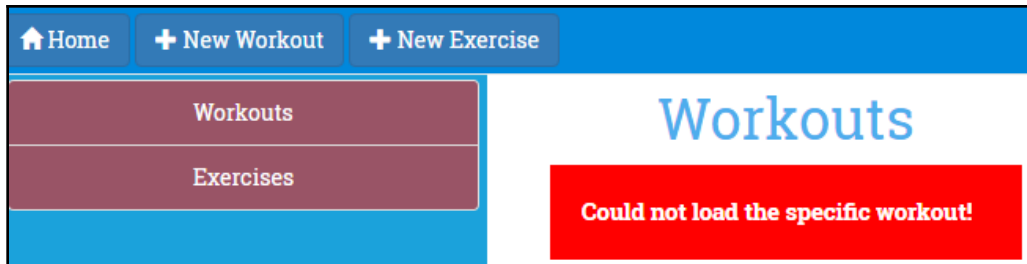 Home New Workout New Exercise
Workouts
Exercises
Workouts
Could not load the specific workout!